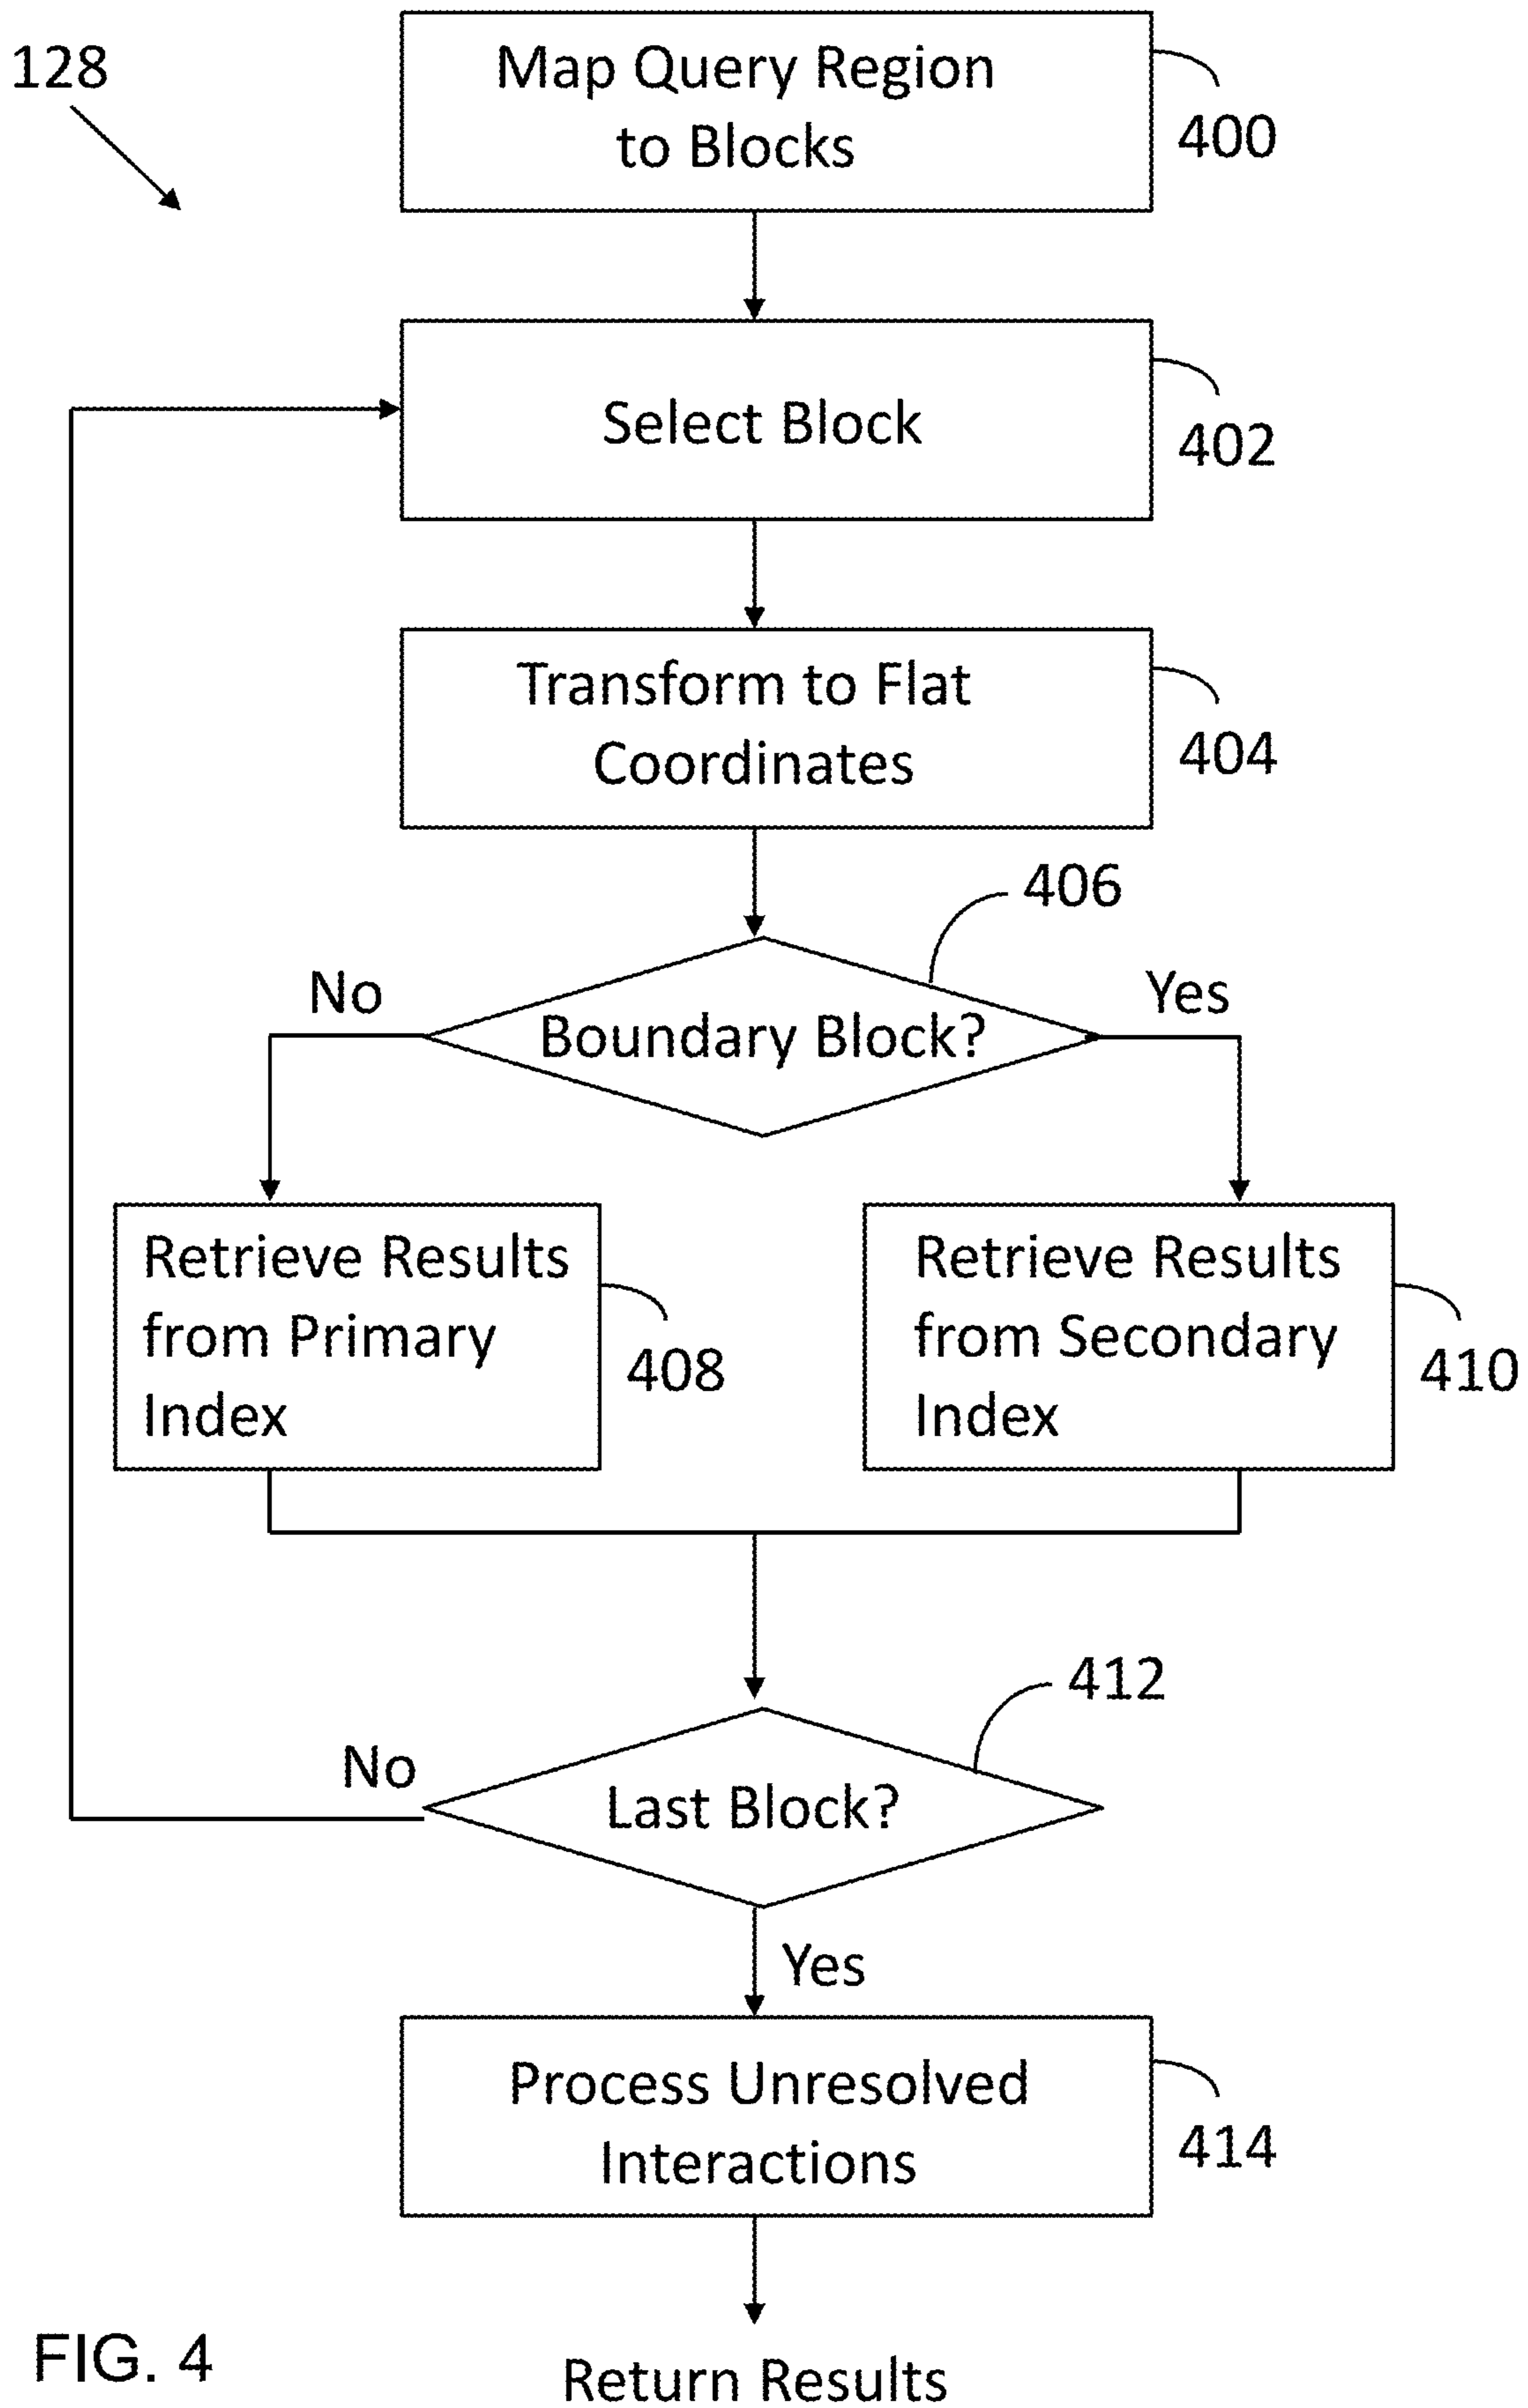 128
Map Query Region
to Blocks
400
Select Block
402
Transform to Flat
Coordinates
404
406
No
Yes
Boundary Block?
Retrieve Results
from Primary
Index
408
Retrieve Results
from Secondary
Index
410
412
No
Last Block?
Yes
Process Unresolved
Interactions
414
FIG. 4
Return Results